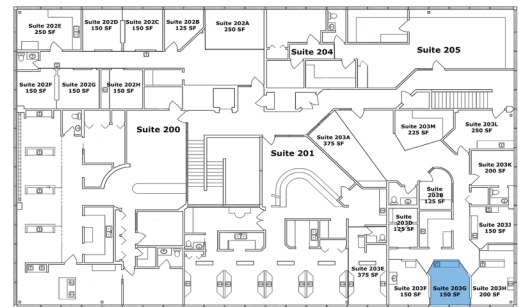 Suite 202E
250 SF
Suite 202D
150 SF
Suite 202C
150 SF
Suite 202B
125 SF
Suite 202A
250 SF
Suite 204
Suite 205
Suite 202F
150 SF
Suite 202G
150 SF
Suite 202H
150 SF
Suite 200
Suite 201
Suite 203A
375 SF
Suite 203M
225 SF
Suite 203L
250 SF
Suite 203K
200 SF
Suite
203B
125 SF
Suite
203D
125 SF
Suite 203J
150 SF
Suite 203E
375 SF
Suite 203F
150 SF
Suite 203G
150 SF
Suite 203H
200 SF